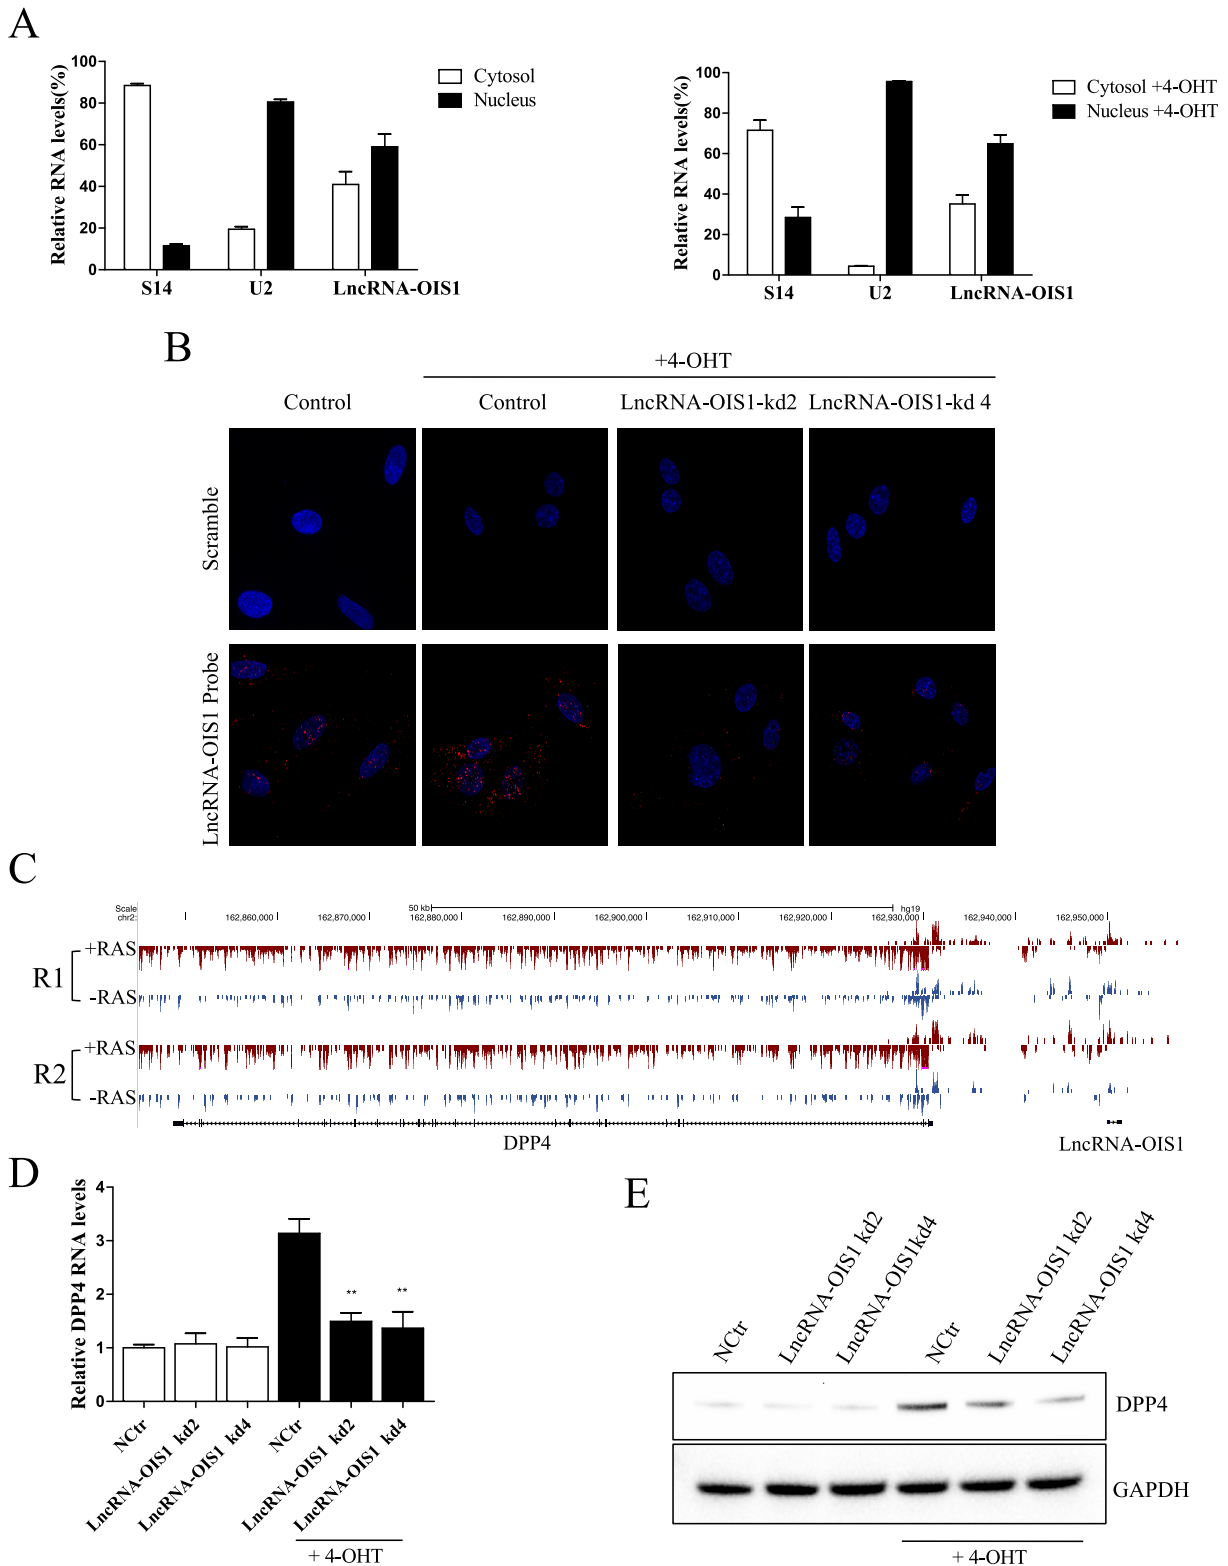 A
Relative RNA levels(%)
100
80
60
40
20
0
S14
U2
LncRNA-OIS1
Cytosol
Nucleus
Relative RNA levels(%)
100
80
60
40
20
0
S14
U2
LncRNA-OIS1
Cytosol +4-OHT
Nucleus +4-OHT
B
+4-OHT
Control
Control
LncRNA-OIS1-kd2
LncRNA-OIS1-kd 4
Scramble
LncRNA-OIS1 Probe
C
Scale
chr2:
50 kb
hg19
162,860,000
162,870,000
162,880,000
162,890,000
162,900,000
162,910,000
162,920,000
162,930,000
162,940,000
162,950,000
R1
+RAS
-RAS
R2
+RAS
-RAS
DPP4
LncRNA-OIS1
D
Relative DPP4 RNA levels
4
3
2
1
0
**
**
NCtr
LncRNA-OIS1 kd2
LncRNA-OIS1 kd4
NCtr
LncRNA-OIS1 kd2
LncRNA-OIS1 kd4
+ 4-OHT
E
NCtr
LncRNA-OIS1 kd2
LncRNA-OIS1kd4
NCtr
LncRNA-OIS1 kd2
LncRNA-OIS1 kd4
DPP4
GAPDH
+ 4-OHT